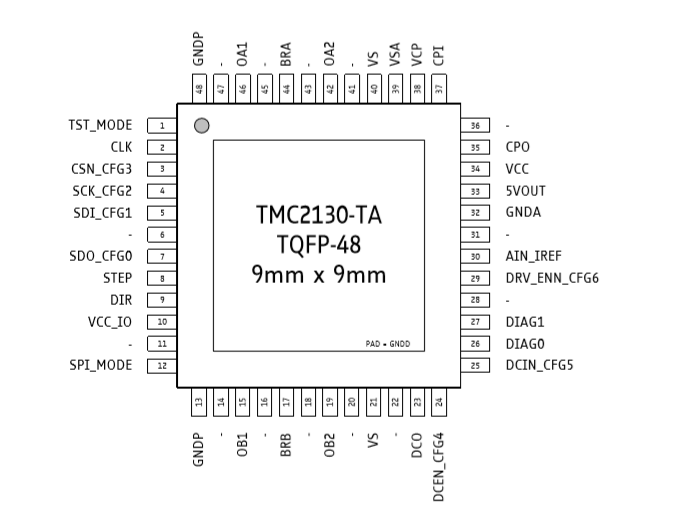 GNDP - OA1 - BRA - OA2 - VS VSA VCP CPI
48 47 46 45 44 43 42 41 40 39 38 37
TST_MODE 1 36 -
CLK 2 35 CPO
CSN_CFG3 3 34 VCC
SCK_CFG2 4 33 5VOUT
SDI_CFG1 5 32 GNDA
- 6 31 -
SDO_CFG0 7 30 AIN_IREF
STEP 8 29 DRV_ENN_CFG6
DIR 9 28 -
VCC_IO 10 27 DIAG1
- 11 26 DIAG0
SPI_MODE 12 25 DCIN_CFG5
TMC2130-TA
TQFP-48
9mm x 9mm
PAD = GNDD
13 14 15 16 17 18 19 20 21 22 23 24
GNDP - OB1 - BRB - OB2 - VS - DCO DCEN_CFG4